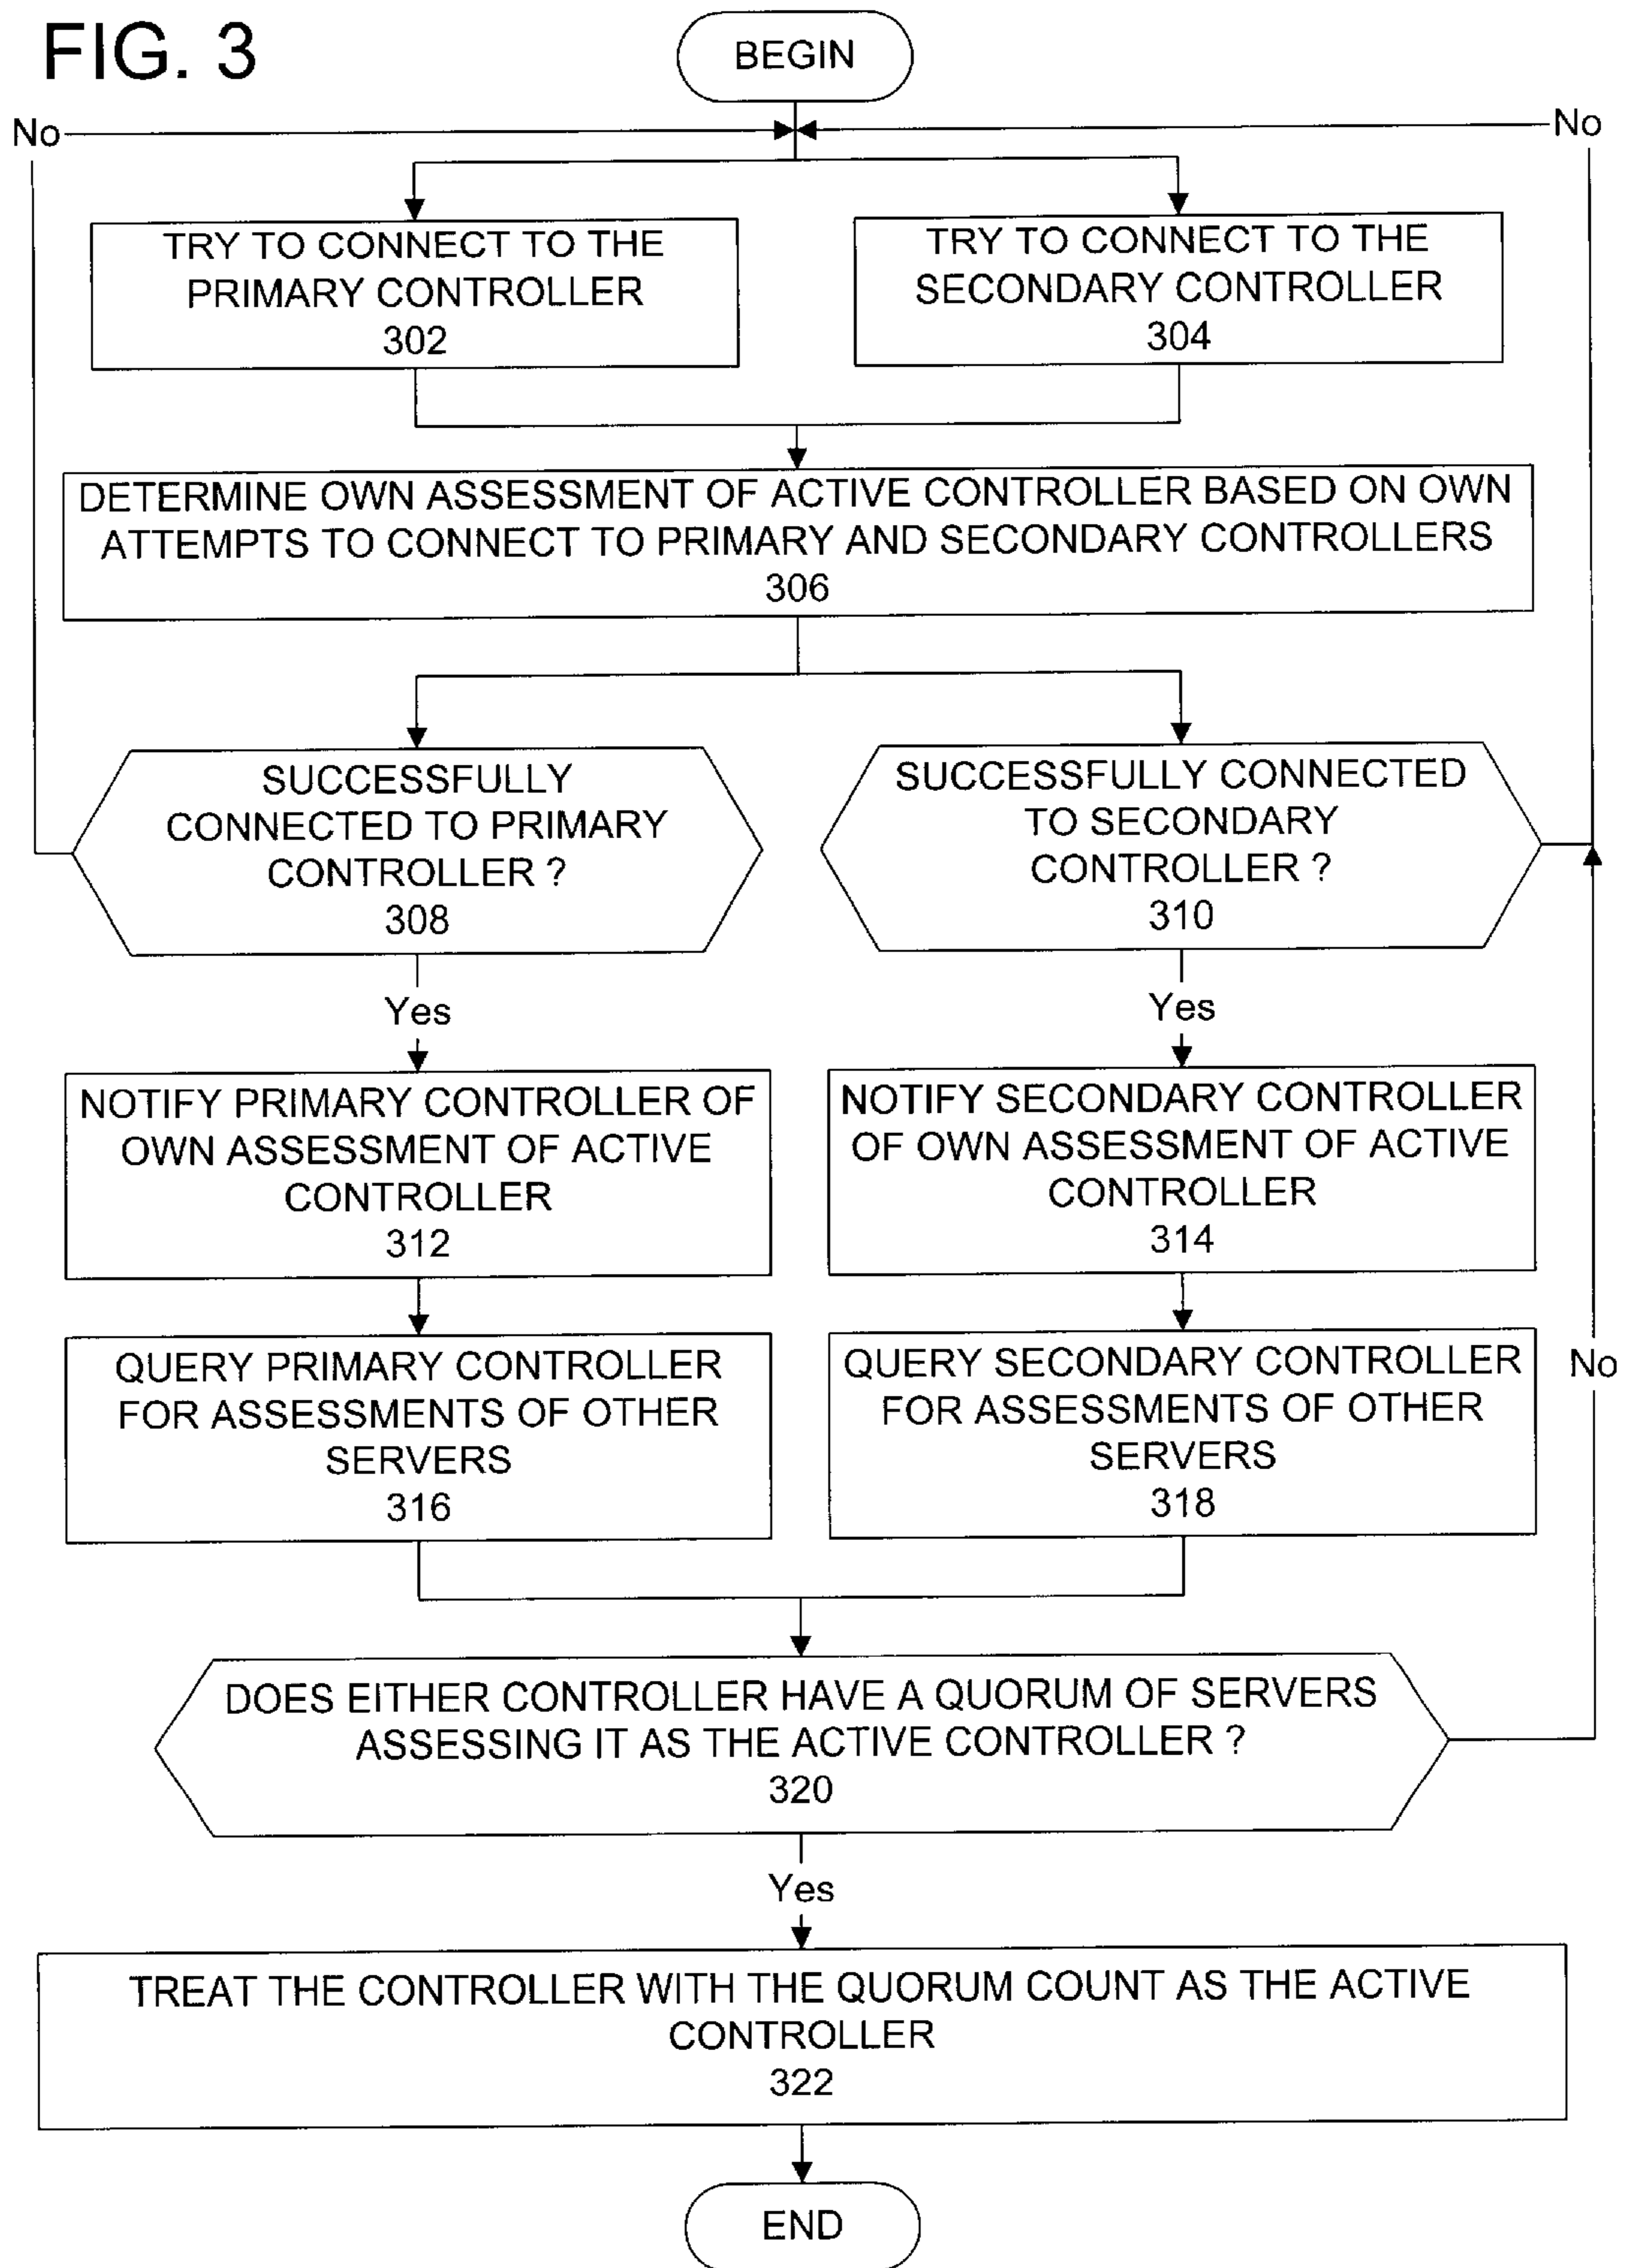 FIG. 3
BEGIN
No
No
TRY TO CONNECT TO THE
PRIMARY CONTROLLER
302
TRY TO CONNECT TO THE
SECONDARY CONTROLLER
304
DETERMINE OWN ASSESSMENT OF ACTIVE CONTROLLER BASED ON OWN
ATTEMPTS TO CONNECT TO PRIMARY AND SECONDARY CONTROLLERS
306
SUCCESSFULLY
CONNECTED TO PRIMARY
CONTROLLER ?
308
SUCCESSFULLY CONNECTED
TO SECONDARY
CONTROLLER ?
310
Yes
Yes
NOTIFY PRIMARY CONTROLLER OF
OWN ASSESSMENT OF ACTIVE
CONTROLLER
312
NOTIFY SECONDARY CONTROLLER
OF OWN ASSESSMENT OF ACTIVE
CONTROLLER
314
QUERY PRIMARY CONTROLLER
FOR ASSESSMENTS OF OTHER
SERVERS
316
QUERY SECONDARY CONTROLLER
FOR ASSESSMENTS OF OTHER
SERVERS
318
No
DOES EITHER CONTROLLER HAVE A QUORUM OF SERVERS
ASSESSING IT AS THE ACTIVE CONTROLLER ?
320
Yes
TREAT THE CONTROLLER WITH THE QUORUM COUNT AS THE ACTIVE
CONTROLLER
322
END